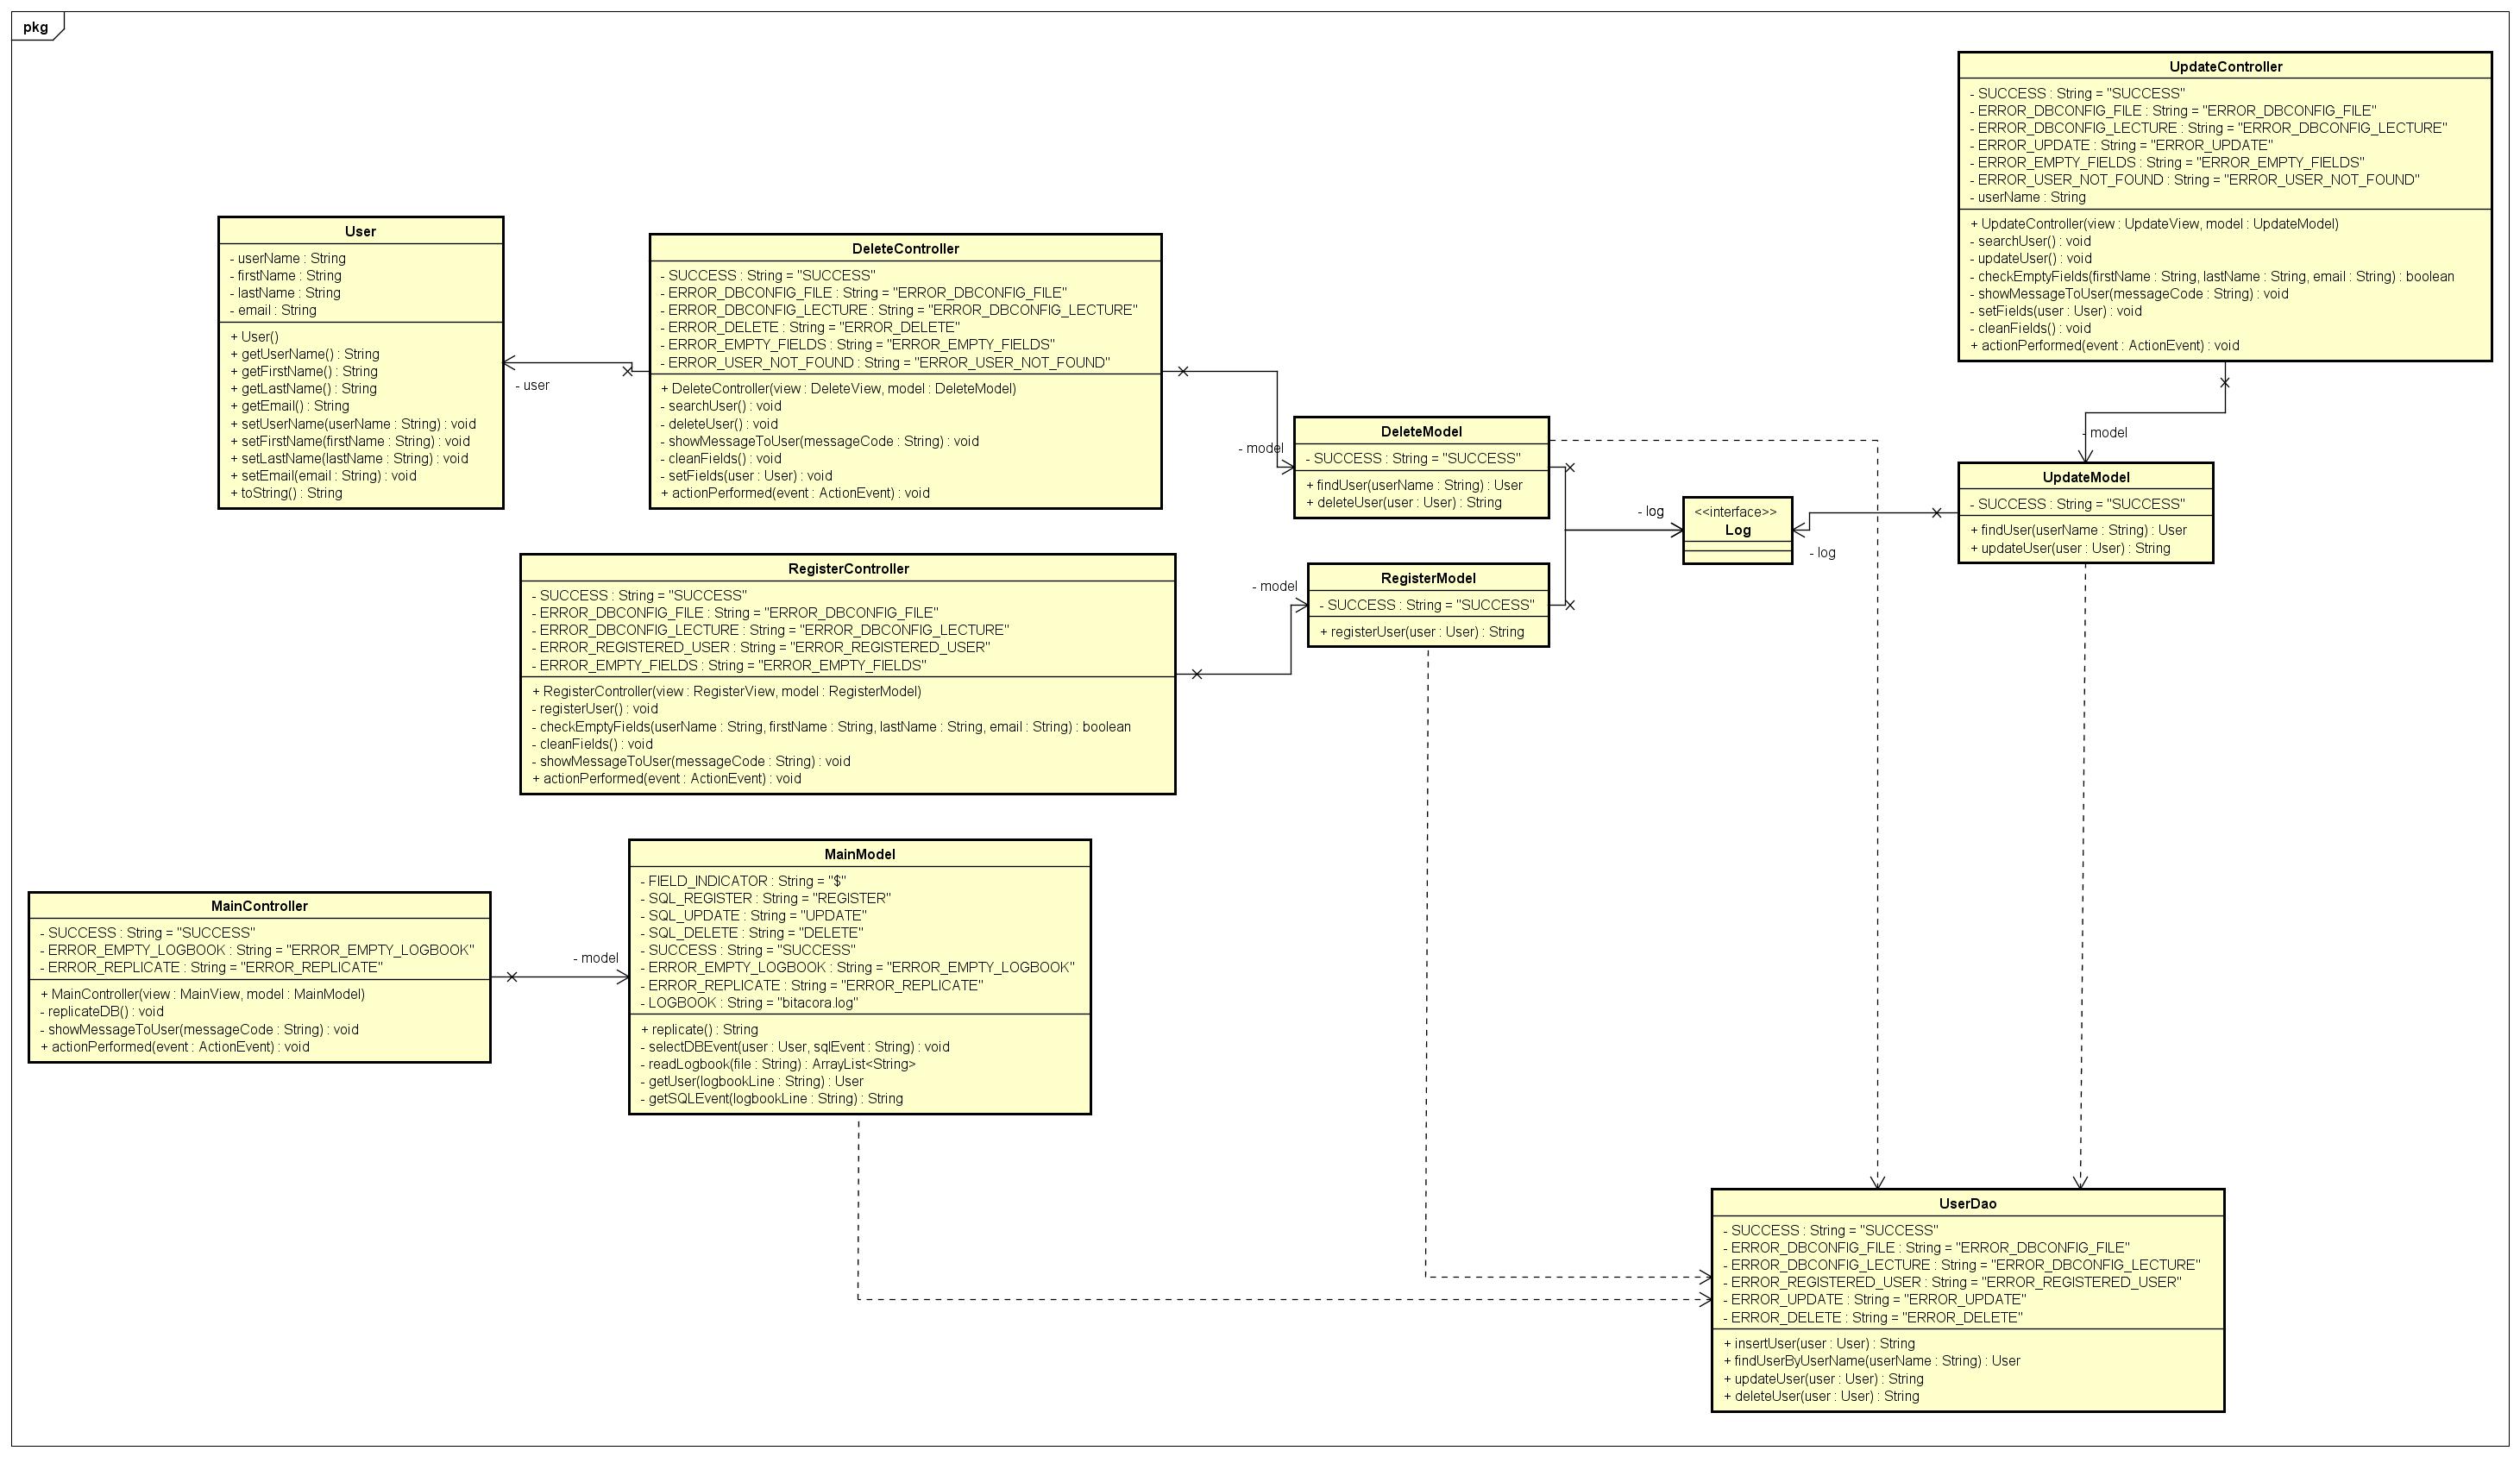 pkg
UpdateController
- SUCCESS : String = "SUCCESS"
- ERROR_DBCONFIG_FILE : String = "ERROR_DBCONFIG_FILE"
- ERROR_DBCONFIG_LECTURE : String = "ERROR_DBCONFIG_LECTURE"
- ERROR_UPDATE : String = "ERROR_UPDATE"
- ERROR_EMPTY_FIELDS : String = "ERROR_EMPTY_FIELDS"
- ERROR_USER_NOT_FOUND : String = "ERROR_USER_NOT_FOUND"
- userName : String
+ UpdateController(view : UpdateView, model : UpdateModel)
- searchUser() : void
- updateUser() : void
- checkEmptyFields(firstName : String, lastName : String, email : String) : boolean
- showMessageToUser(messageCode : String) : void
- setFields(user : User) : void
- cleanFields() : void
+ actionPerformed(event : ActionEvent) : void
User
- userName : String
- firstName : String
- lastName : String
- email : String
+ User()
+ getUserName() : String
+ getFirstName() : String
+ getLastName() : String
+ getEmail() : String
+ setUserName(userName : String) : void
+ setFirstName(firstName : String) : void
+ setLastName(lastName : String) : void
+ setEmail(email : String) : void
+ toString() : String
- user
DeleteController
- SUCCESS : String = "SUCCESS"
- ERROR_DBCONFIG_FILE : String = "ERROR_DBCONFIG_FILE"
- ERROR_DBCONFIG_LECTURE : String = "ERROR_DBCONFIG_LECTURE"
- ERROR_DELETE : String = "ERROR_DELETE"
- ERROR_EMPTY_FIELDS : String = "ERROR_EMPTY_FIELDS"
- ERROR_USER_NOT_FOUND : String = "ERROR_USER_NOT_FOUND"
+ DeleteController(view : DeleteView, model : DeleteModel)
- searchUser() : void
- deleteUser() : void
- showMessageToUser(messageCode : String) : void
- cleanFields() : void
- setFields(user : User) : void
+ actionPerformed(event : ActionEvent) : void
- model
DeleteModel
- SUCCESS : String = "SUCCESS"
+ findUser(userName : String) : User
+ deleteUser(user : User) : String
- log
<<interface>>
Log
- log
- model
UpdateModel
- SUCCESS : String = "SUCCESS"
+ findUser(userName : String) : User
+ updateUser(user : User) : String
RegisterController
- SUCCESS : String = "SUCCESS"
- ERROR_DBCONFIG_FILE : String = "ERROR_DBCONFIG_FILE"
- ERROR_DBCONFIG_LECTURE : String = "ERROR_DBCONFIG_LECTURE"
- ERROR_REGISTERED_USER : String = "ERROR_REGISTERED_USER"
- ERROR_EMPTY_FIELDS : String = "ERROR_EMPTY_FIELDS"
+ RegisterController(view : RegisterView, model : RegisterModel)
- registerUser() : void
- checkEmptyFields(userName : String, firstName : String, lastName : String, email : String) : boolean
- cleanFields() : void
- showMessageToUser(messageCode : String) : void
+ actionPerformed(event : ActionEvent) : void
- model
RegisterModel
- SUCCESS : String = "SUCCESS"
+ registerUser(user : User) : String
MainController
- SUCCESS : String = "SUCCESS"
- ERROR_EMPTY_LOGBOOK : String = "ERROR_EMPTY_LOGBOOK"
- ERROR_REPLICATE : String = "ERROR_REPLICATE"
+ MainController(view : MainView, model : MainModel)
- replicateDB() : void
- showMessageToUser(messageCode : String) : void
+ actionPerformed(event : ActionEvent) : void
- model
MainModel
- FIELD_INDICATOR : String = "$"
- SQL_REGISTER : String = "REGISTER"
- SQL_UPDATE : String = "UPDATE"
- SQL_DELETE : String = "DELETE"
- SUCCESS : String = "SUCCESS"
- ERROR_EMPTY_LOGBOOK : String = "ERROR_EMPTY_LOGBOOK"
- ERROR_REPLICATE : String = "ERROR_REPLICATE"
- LOGBOOK : String = "bitacora.log"
+ replicate() : String
- selectDBEvent(user : User, sqlEvent : String) : void
- readLogbook(file : String) : ArrayList<String>
- getUser(logbookLine : String) : User
- getSQLEvent(logbookLine : String) : String
UserDao
- SUCCESS : String = "SUCCESS"
- ERROR_DBCONFIG_FILE : String = "ERROR_DBCONFIG_FILE"
- ERROR_DBCONFIG_LECTURE : String = "ERROR_DBCONFIG_LECTURE"
- ERROR_REGISTERED_USER : String = "ERROR_REGISTERED_USER"
- ERROR_UPDATE : String = "ERROR_UPDATE"
- ERROR_DELETE : String = "ERROR_DELETE"
+ insertUser(user : User) : String
+ findUserByUserName(userName : String) : User
+ updateUser(user : User) : String
+ deleteUser(user : User) : String